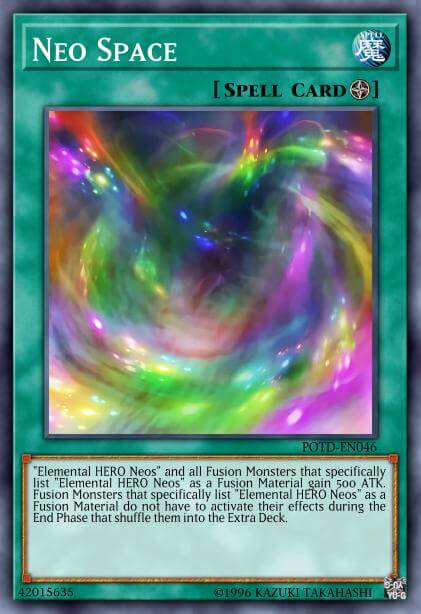 Neo Space
SPELL
魔
[SPELL CARD]
POTD-EN046
"Elemental HERO Neos" and all Fusion Monsters that specifically
list "Elemental HERO Neos" as a Fusion Material gain 500 ATK.
Fusion Monsters that specifically list "Elemental HERO Neos" as
a Fusion Material do not have to activate their effects during the
End Phase that shuffle them into the Extra Deck.
42015635
©1996 KAZUKI TAKAHASHI